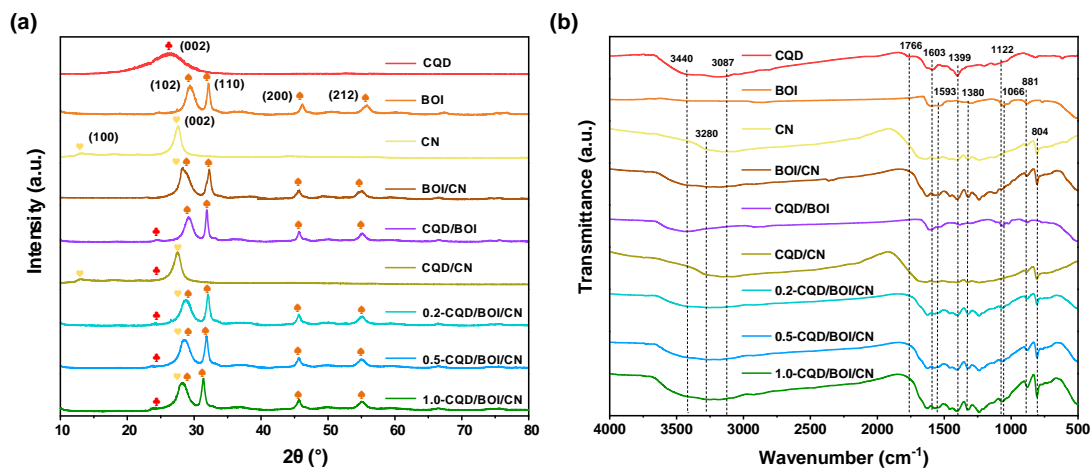 (a)
(002)
CQD
(102)
(110)
(200)
(212)
BOI
(100)
(002)
CN
BOI/CN
CQD/BOI
CQD/CN
0.2-CQD/BOI/CN
0.5-CQD/BOI/CN
1.0-CQD/BOI/CN
Intensity (a.u.)
10 20 30 40 50 60 70 80
2θ (°)
(b)
1766 1603 1122
3440 3087 1399
CQD
881
1593 1380 1066
BOI
3280 804
CN
BOI/CN
CQD/BOI
CQD/CN
0.2-CQD/BOI/CN
0.5-CQD/BOI/CN
1.0-CQD/BOI/CN
Transmittance (a.u.)
4000 3500 3000 2500 2000 1500 1000 500
Wavenumber (cm⁻¹)